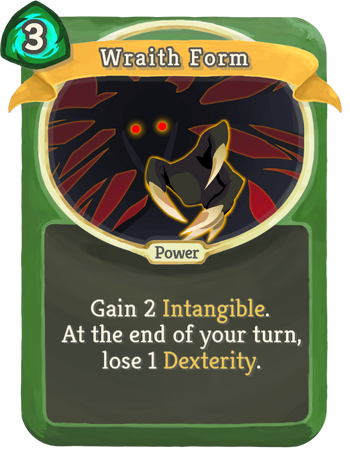 3
Wraith Form
Power
Gain 2 Intangible.
At the end of your turn,
lose 1 Dexterity.